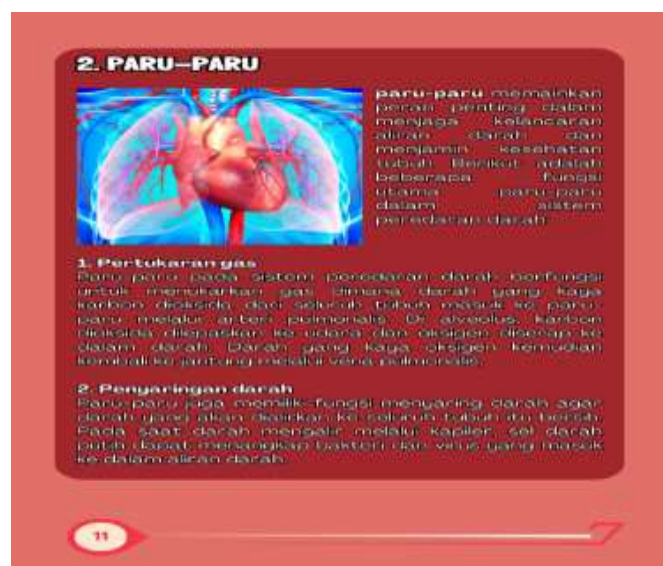 2. PARU-PARU
paru-paru memainkan
peran penting dalam
menjaga kelancaran
aliran darah dan
menjamin kesehatan
tubuh. Berikut adalah
beberapa fungsi
utama paru-paru
dalam sistem
peredaran darah:
1. Pertukaran gas
Paru-paru pada sistem peredaran darah berfungsi
untuk menukarkan gas dimana darah yang kaya
karbon dioksida dari seluruh tubuh masuk ke paru-
paru melalui arteri pulmonalis. Di alveolus, karbon
dioksida dilepaskan ke udara dan oksigen diserap ke
dalam darah. Darah yang kaya oksigen kemudian
kembali ke jantung melalui vena pulmonalis.
2. Penyaringan darah
Paru-paru juga memiliki fungsi menyaring darah agar
darah yang akan dialirkan ke seluruh tubuh itu bersih.
Pada saat darah mengalir melalui kapiler, sel darah
putih dapat menangkap bakteri dan virus yang masuk
ke dalam aliran darah.
11